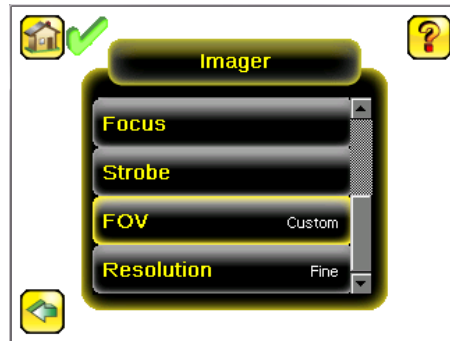 ?
Imager
Focus
Strobe
FOV Custom
Resolution Fine